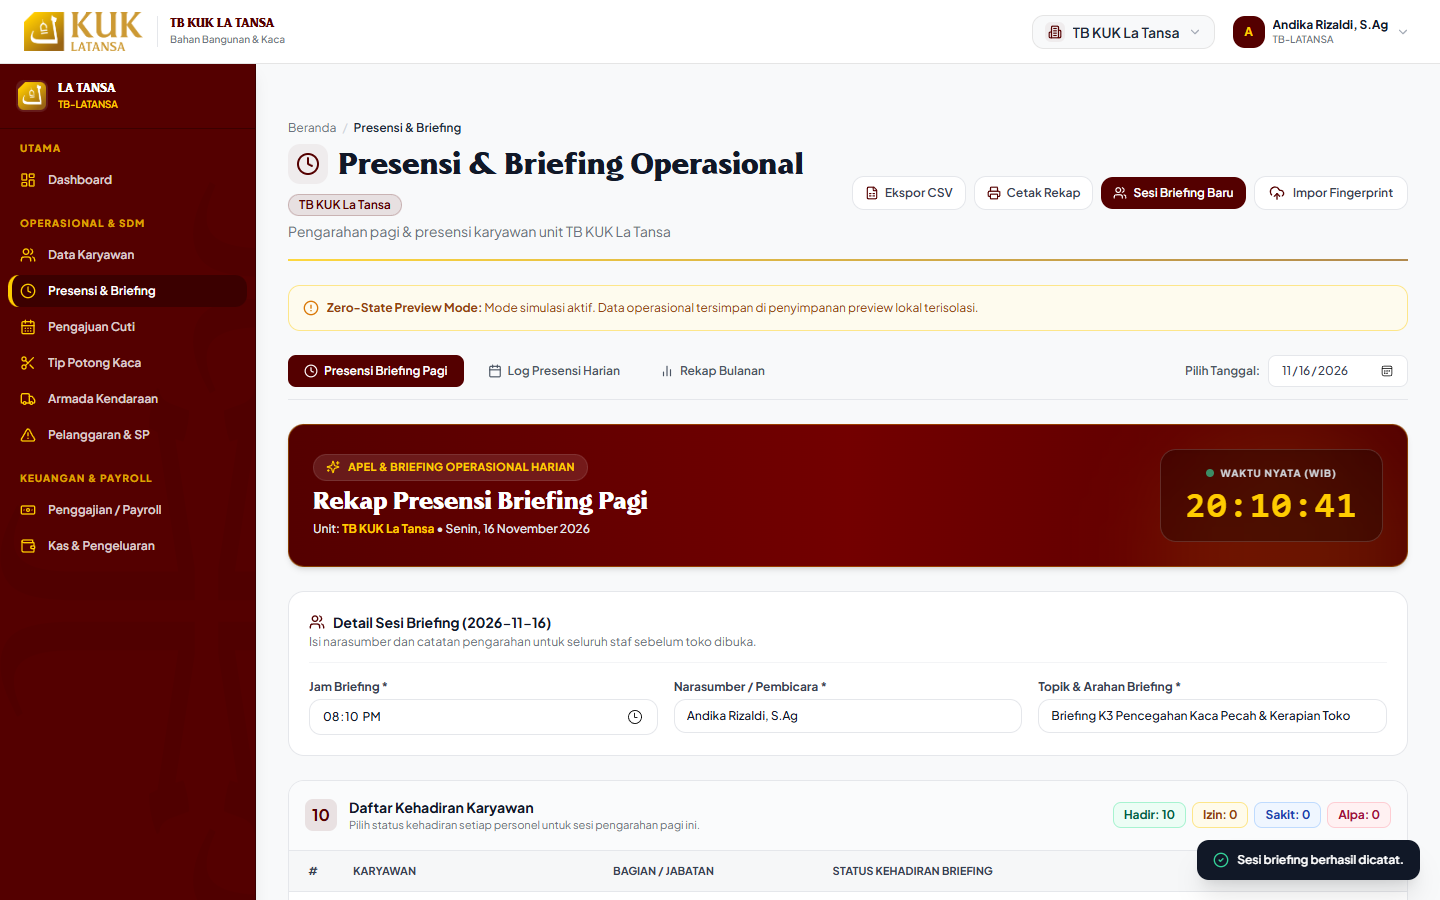 KUK
LATANSA
TB KUK LA TANSA
Bahan Bangunan & Kaca
TB KUK La Tansa
A
Andika Rizaldi, S.Ag
TB-LATANSA
LA TANSA
TB-LATANSA
UTAMA
Dashboard
OPERASIONAL & SDM
Data Karyawan
Presensi & Briefing
Pengajuan Cuti
Tip Potong Kaca
Armada Kendaraan
Pelanggaran & SP
KEUANGAN & PAYROLL
Penggajian / Payroll
Kas & Pengeluaran
Beranda / Presensi & Briefing
Presensi & Briefing Operasional
TB KUK La Tansa
Pengarahan pagi & presensi karyawan unit TB KUK La Tansa
Ekspor CSV
Cetak Rekap
Sesi Briefing Baru
Impor Fingerprint
Zero-State Preview Mode: Mode simulasi aktif. Data operasional tersimpan di penyimpanan preview lokal terisolasi.
Presensi Briefing Pagi
Log Presensi Harian
Rekap Bulanan
Pilih Tanggal:
11/16/2026
APEL & BRIEFING OPERASIONAL HARIAN
Rekap Presensi Briefing Pagi
Unit: TB KUK La Tansa • Senin, 16 November 2026
WAKTU NYATA (WIB)
20:10:41
Detail Sesi Briefing (2026-11-16)
Isi narasumber dan catatan pengarahan untuk seluruh staf sebelum toko dibuka.
Jam Briefing *
08:10 PM
Narasumber / Pembicara *
Andika Rizaldi, S.Ag
Topik & Arahan Briefing *
Briefing K3 Pencegahan Kaca Pecah & Kerapian Toko
10
Daftar Kehadiran Karyawan
Pilih status kehadiran setiap personel untuk sesi pengarahan pagi ini.
Hadir: 10
Izin: 0
Sakit: 0
Alpa: 0
#
KARYAWAN
BAGIAN / JABATAN
STATUS KEHADIRAN BRIEFING
Sesi briefing berhasil dicatat.